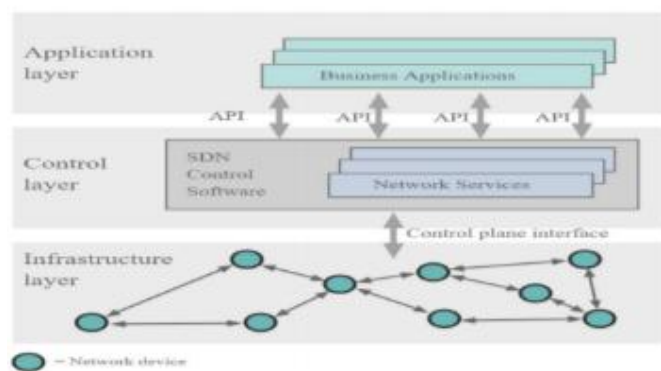 Application
layer
Business Applications
API
API
API
API
Control
layer
SDN
Control
Software
Network Services
Control plane interface
Infrastructure
layer
= Network device